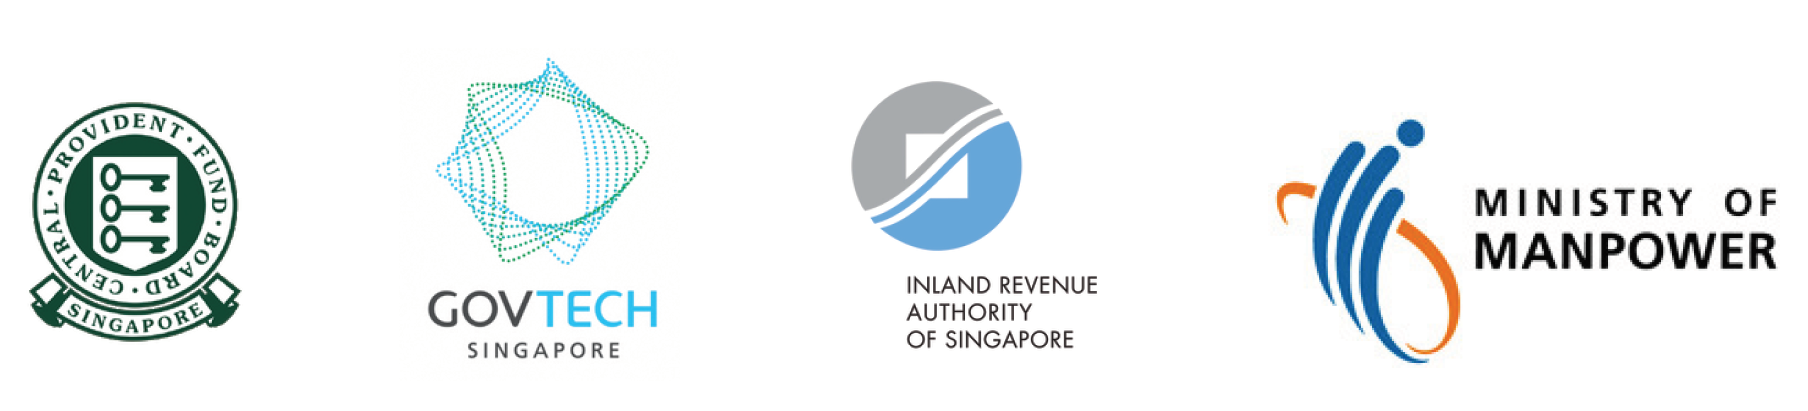 CENTRAL · PROVIDENT · FUND · BOARD ·
SINGAPORE
GOVTECH
SINGAPORE
INLAND REVENUE
AUTHORITY
OF SINGAPORE
MINISTRY OF
MANPOWER